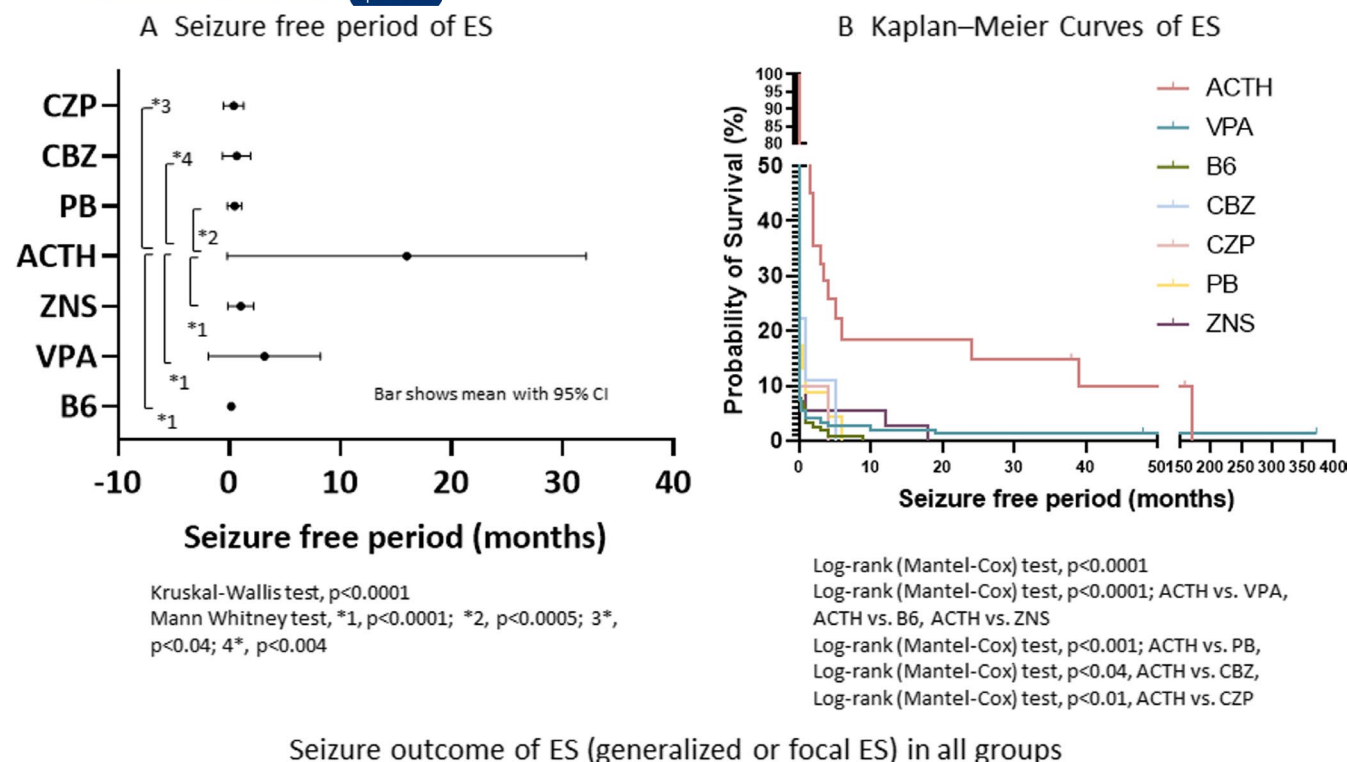 A Seizure free period of ES
CZP
CBZ
PB
ACTH
ZNS
VPA
B6
*3
*4
*2
*1
*1
*1
Bar shows mean with 95% CI
-10 0 10 20 30 40
Seizure free period (months)
Kruskal-Wallis test, p<0.0001
Mann Whitney test, *1, p<0.0001; *2, p<0.0005; 3*,
p<0.04; 4*, p<0.004
B Kaplan–Meier Curves of ES
Probability of Survival (%)
100
95
90
85
80
50
40
30
20
10
0
ACTH
VPA
B6
CBZ
CZP
PB
ZNS
0 10 20 30 40 50 150 200 250 300 350 400
Seizure free period (months)
Log-rank (Mantel-Cox) test, p<0.0001
Log-rank (Mantel-Cox) test, p<0.0001; ACTH vs. VPA,
ACTH vs. B6, ACTH vs. ZNS
Log-rank (Mantel-Cox) test, p<0.001; ACTH vs. PB,
Log-rank (Mantel-Cox) test, p<0.04, ACTH vs. CBZ,
Log-rank (Mantel-Cox) test, p<0.01, ACTH vs. CZP
Seizure outcome of ES (generalized or focal ES) in all groups